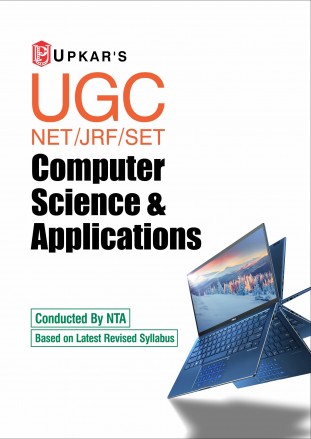 UPKAR'S
UGC
NET/JRF/SET
Computer
Science &
Applications
Conducted By NTA
Based on Latest Revised Syllabus